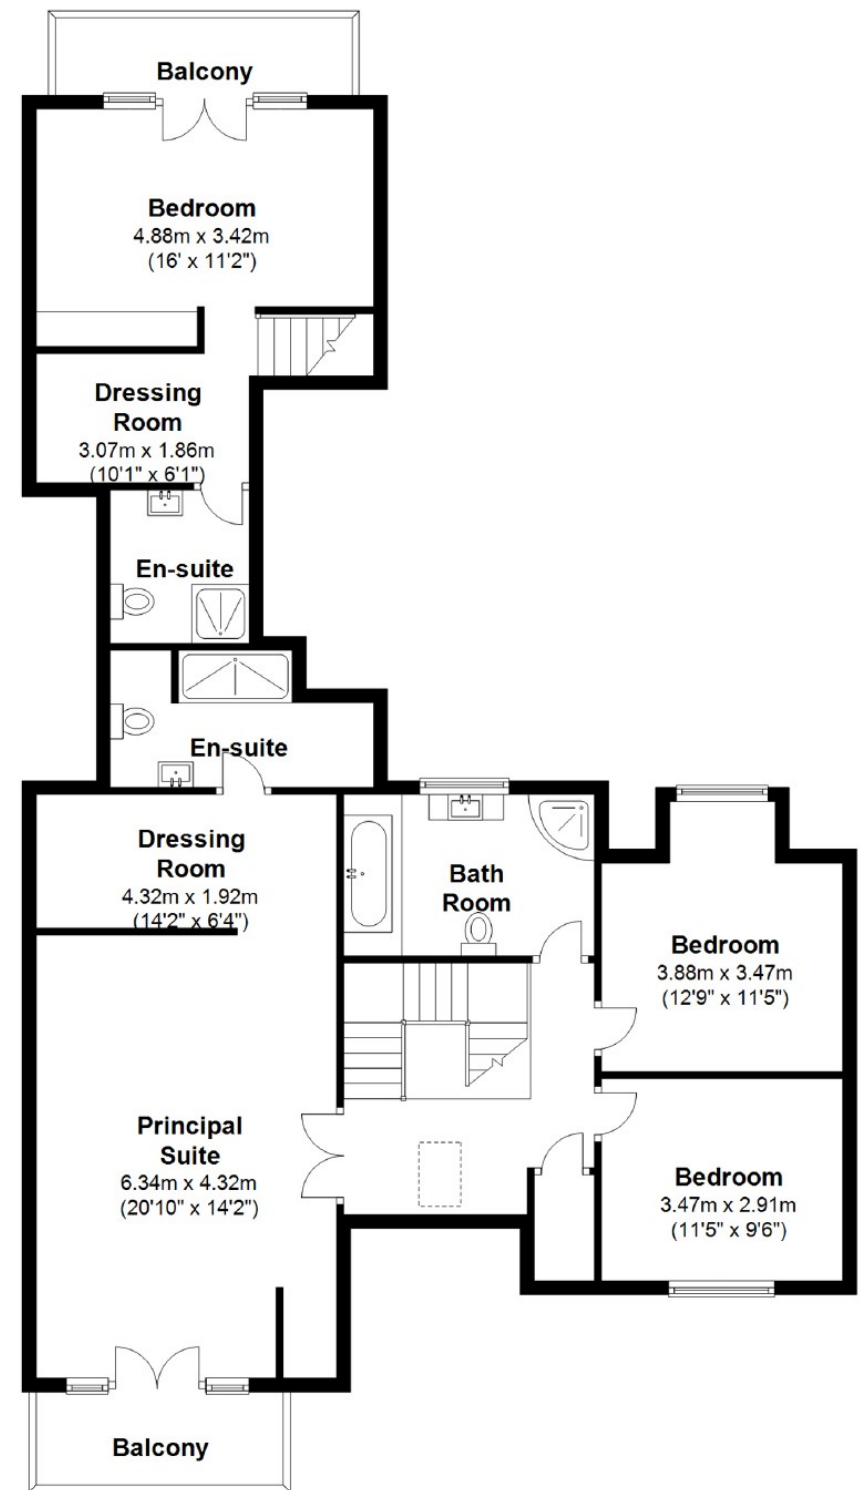 Balcony
Bedroom
4.88m x 3.42m
(16' x 11'2")
Dressing
Room
3.07m x 1.86m
(10'1" x 6'1")
En-suite
En-suite
Dressing
Room
4.32m x 1.92m
(14'2" x 6'4")
Bath
Room
Bedroom
3.88m x 3.47m
(12'9" x 11'5")
Principal
Suite
6.34m x 4.32m
(20'10" x 14'2")
Bedroom
3.47m x 2.91m
(11'5" x 9'6")
Balcony